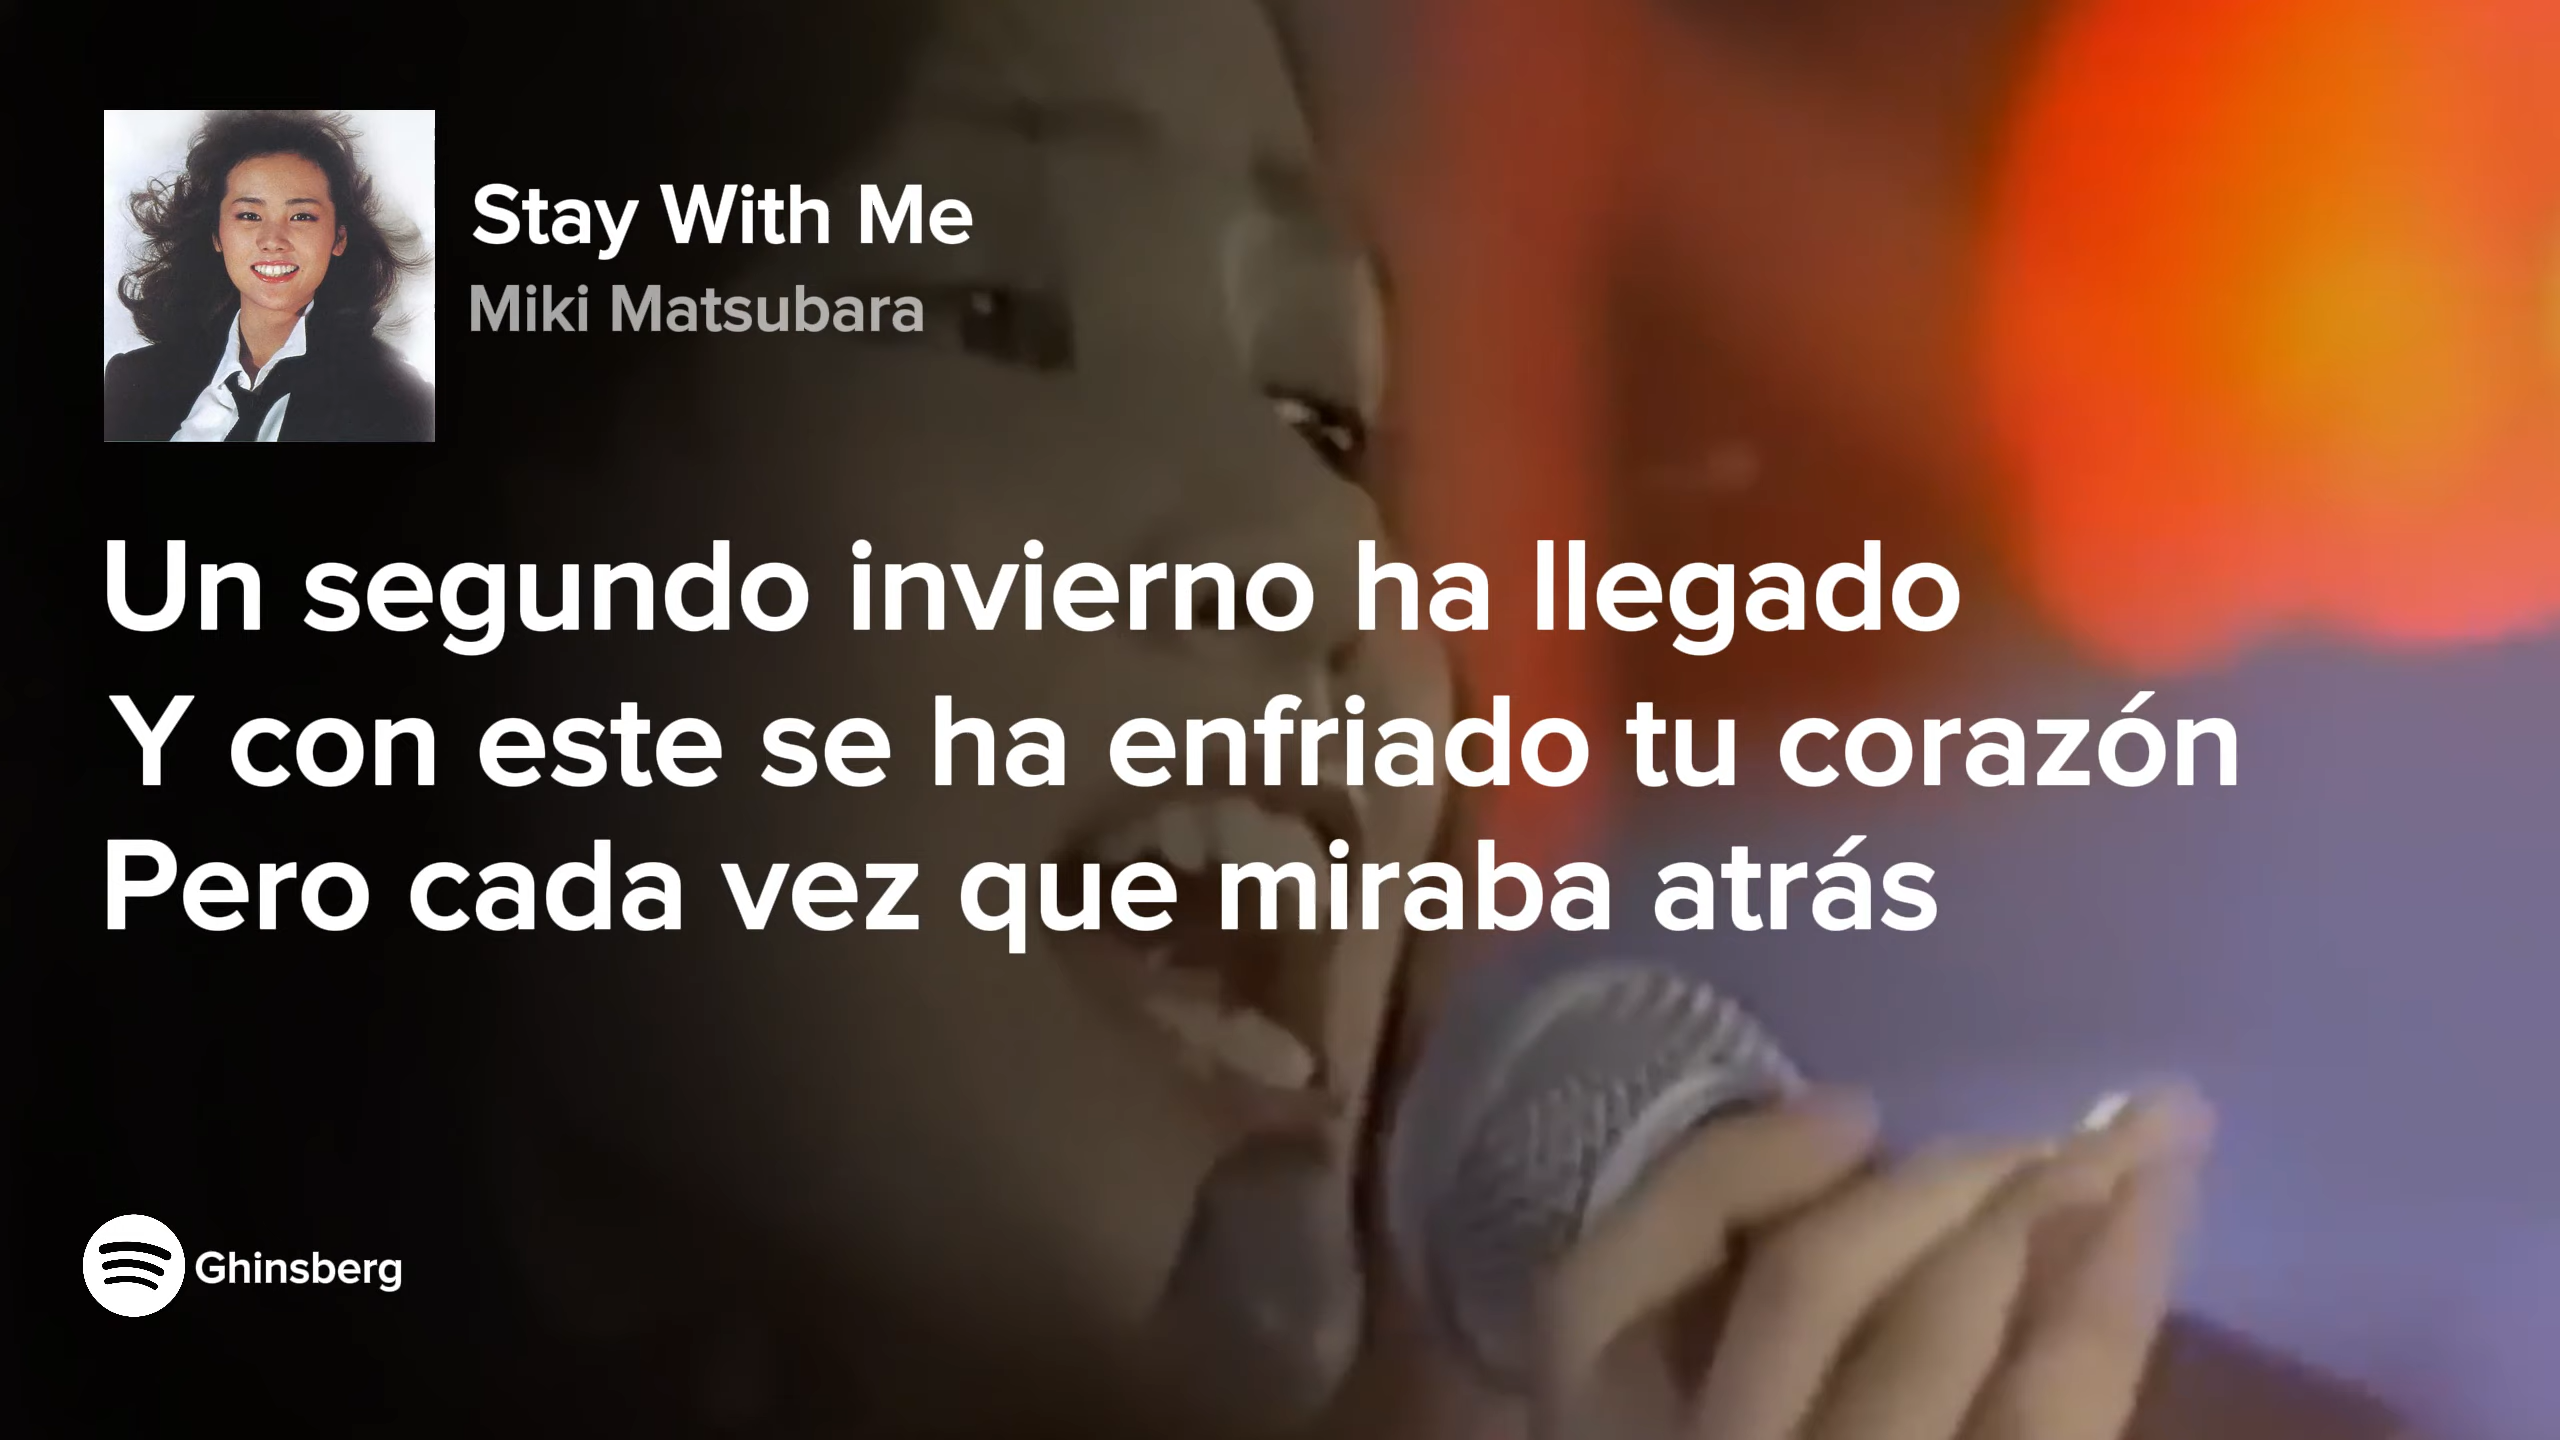 Stay With Me
Miki Matsubara
Un segundo invierno ha llegado
Y con este se ha enfriado tu corazón
Pero cada vez que miraba atrás
Ghinsberg